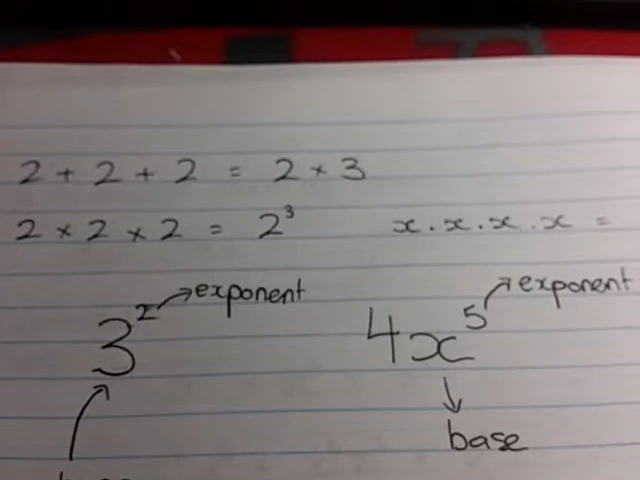 2 + 2 + 2 = 2 × 3
2 × 2 × 2 = 2³ x . x . x . x =
3² exponent 4x⁵ exponent
base